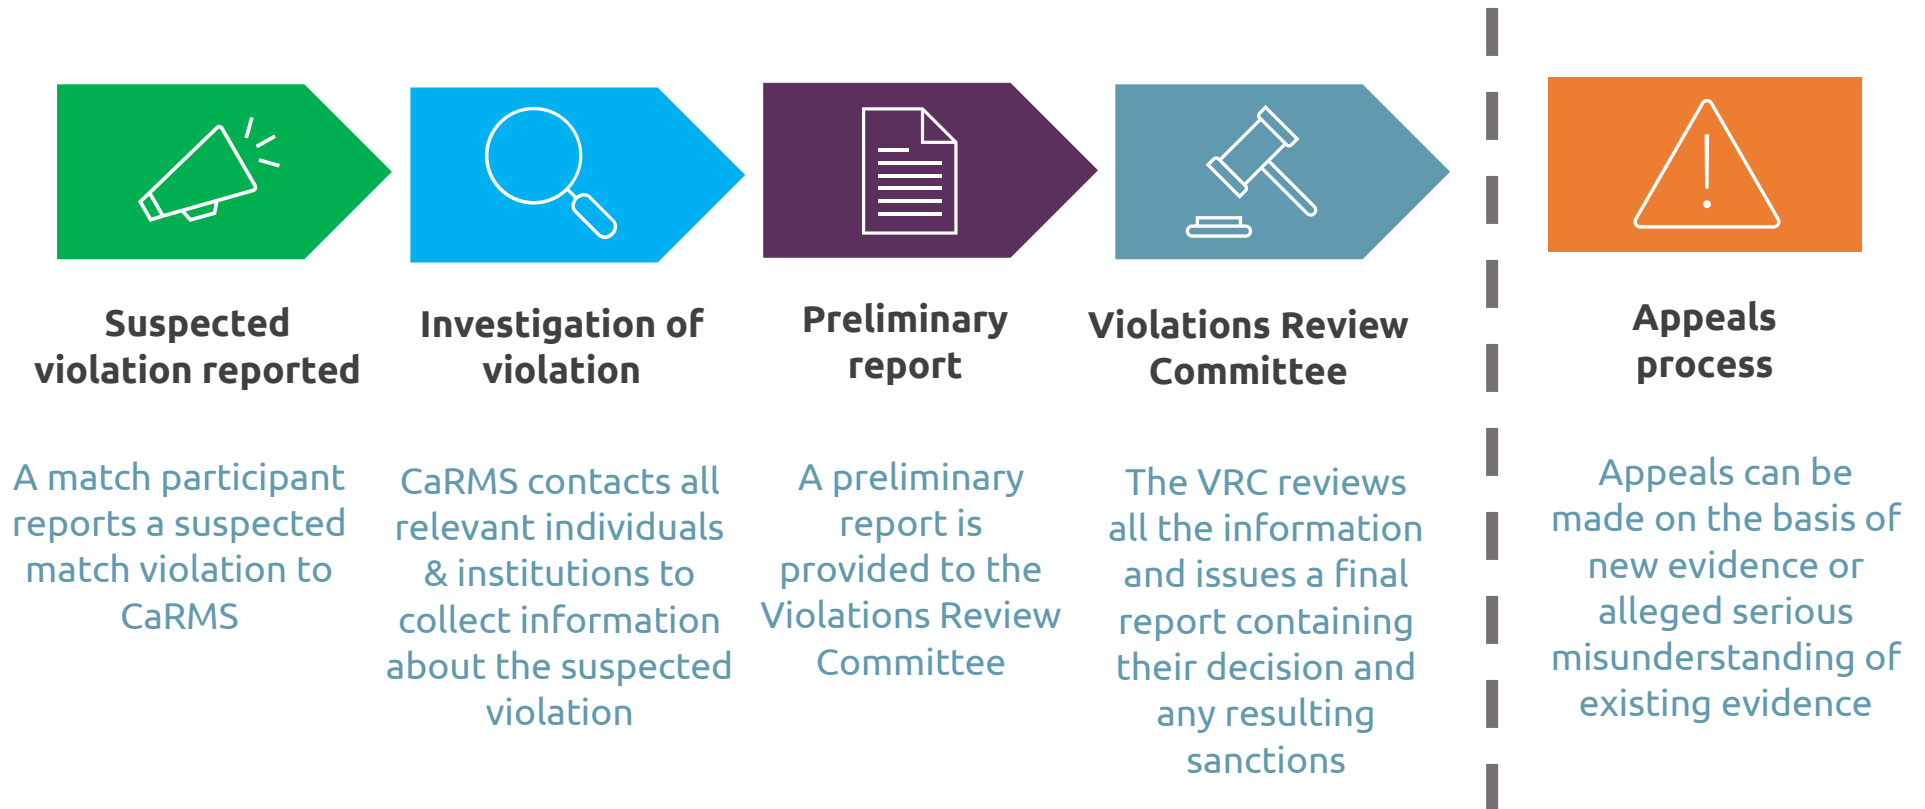 Suspected
violation reported
A match participant
reports a suspected
match violation to
CaRMS
Investigation of
violation
CaRMS contacts all
relevant individuals
& institutions to
collect information
about the suspected
violation
Preliminary
report
A preliminary
report is
provided to the
Violations Review
Committee
Violations Review
Committee
The VRC reviews
all the information
and issues a final
report containing
their decision and
any resulting
sanctions
Appeals
process
Appeals can be
made on the basis of
new evidence or
alleged serious
misunderstanding of
existing evidence